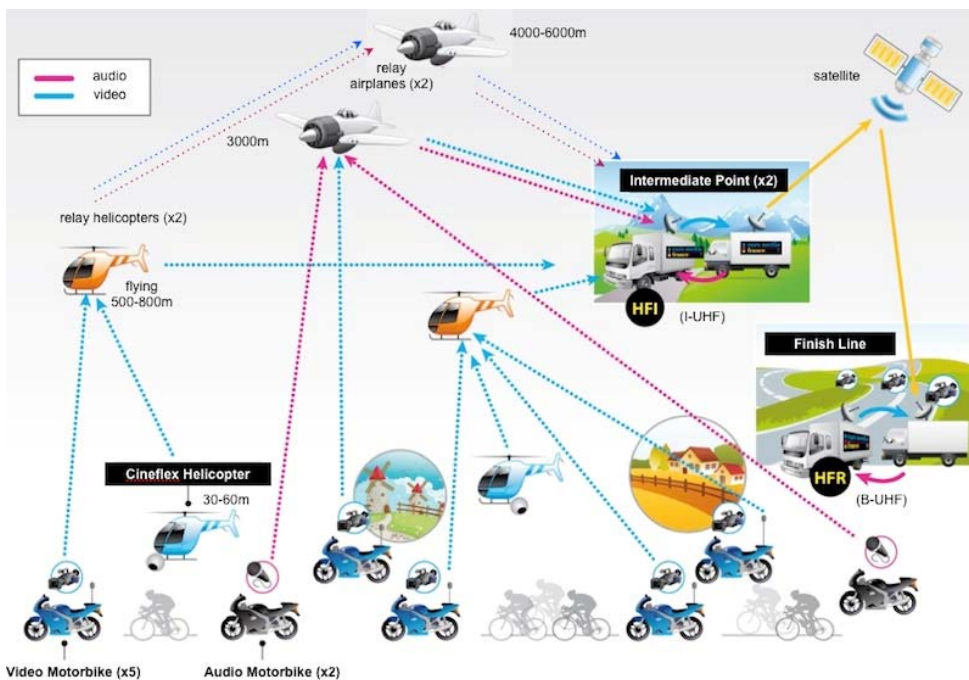 4000-6000m
relay
airplanes (x2)
satellite
audio
video
3000m
Intermediate Point (x2)
relay helicopters (x2)
flying
500-800m
HFI
(I-UHF)
Finish Line
Cineflex Helicopter
30-60m
HFR
(B-UHF)
Video Motorbike (x5)
Audio Motorbike (x2)